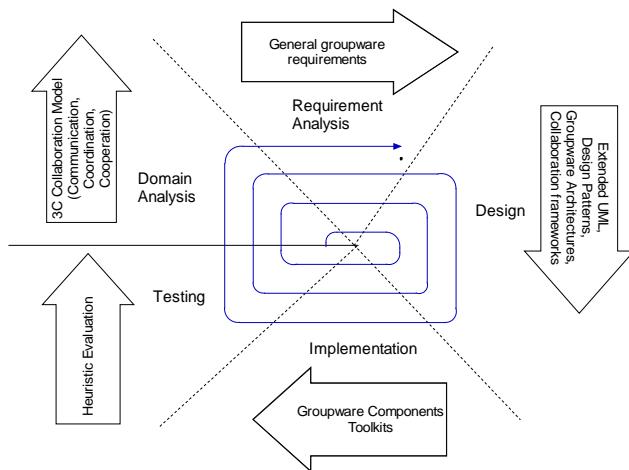 General groupware
requirements
Requirement
Analysis
3C Collaboration Model
(Communication,
Coordination,
Cooperation)
Domain
Analysis
Extended UML,
Design Patterns,
Groupware Architectures,
Collaboration frameworks
Design
Testing
Heuristic Evaluation
Implementation
Groupware Components
Toolkits